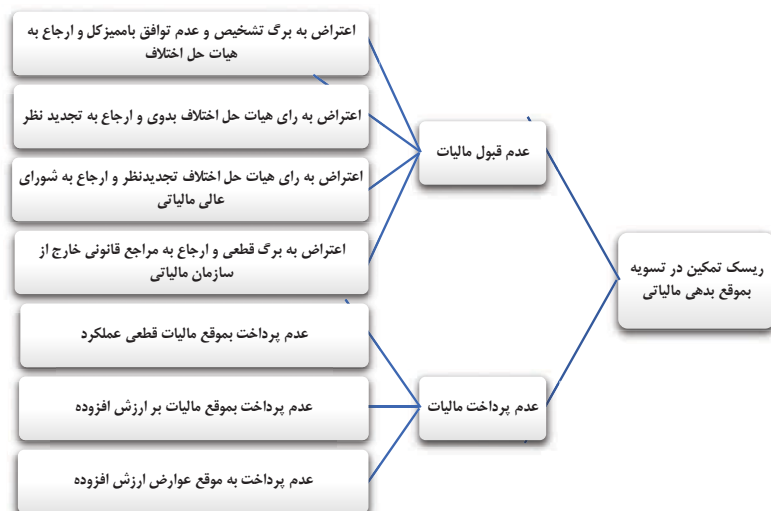 ریسک تمکین در تسویه
بموقع بدهی مالیاتی
عدم قبول مالیات
اعتراض به برگ تشخیص و عدم توافق باممیزکل و ارجاع به
هیات حل اختلاف
اعتراض به رای هیات حل اختلاف بدوی و ارجاع به تجدید نظر
اعتراض به رای هیات حل اختلاف تجدیدنظر و ارجاع به شورای
عالی مالیاتی
اعتراض به برگ قطعی و ارجاع به مراجع قانونی خارج از
سازمان مالیاتی
عدم پرداخت مالیات
عدم پرداخت بموقع مالیات قطعی عملکرد
عدم پرداخت بموقع مالیات بر ارزش افزوده
عدم پرداخت به موقع عوارض ارزش افزوده